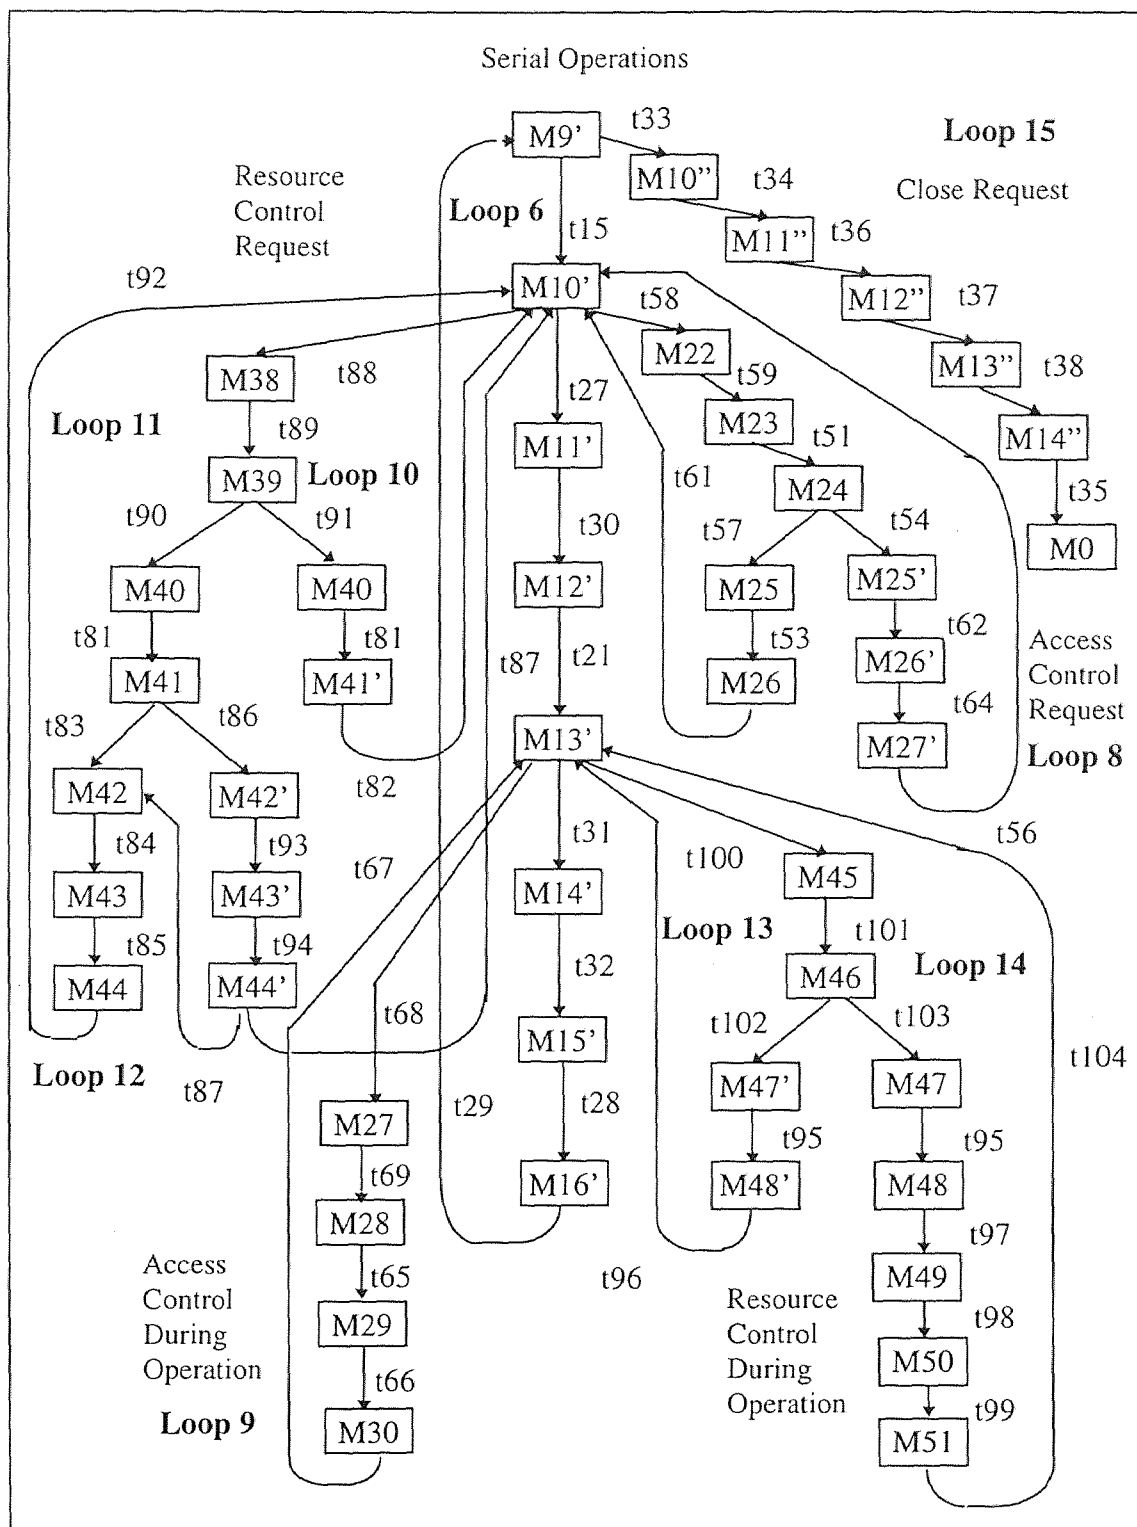 Serial Operations
M9’
t33
Loop 15
M10”
t34
Close Request
Resource
Control
Request
Loop 6
t15
M11”
t36
t92
M10’
t58
M12”
t37
M38
t88
M22
M13”
t38
t27
t59
Loop 11
t89
M11’
M23
t51
M14”
M39
Loop 10
t61
M24
t35
t90
t91
t30
t57
t54
M0
M40
M40
M12’
M25
M25’
t81
t81
t87
t21
t53
t62
Access
Control
Request
M41
M41’
M26
M26’
t83
t86
M13’
t64
M27’
Loop 8
M42
M42’
t82
t84
t93
t67
t31
t100
t56
M43
M43’
M14’
M45
t85
t94
Loop 13
t101
M44
M44’
t32
M46
Loop 14
t68
t102
t103
M15’
Loop 12
t87
t104
M47’
M47
M27
t29
t28
t95
t95
t69
M16’
M48’
M48
M28
t97
Access
Control
During
Operation
t65
t96
M49
M29
Resource
Control
During
Operation
t98
t66
M50
Loop 9
M30
t99
M51